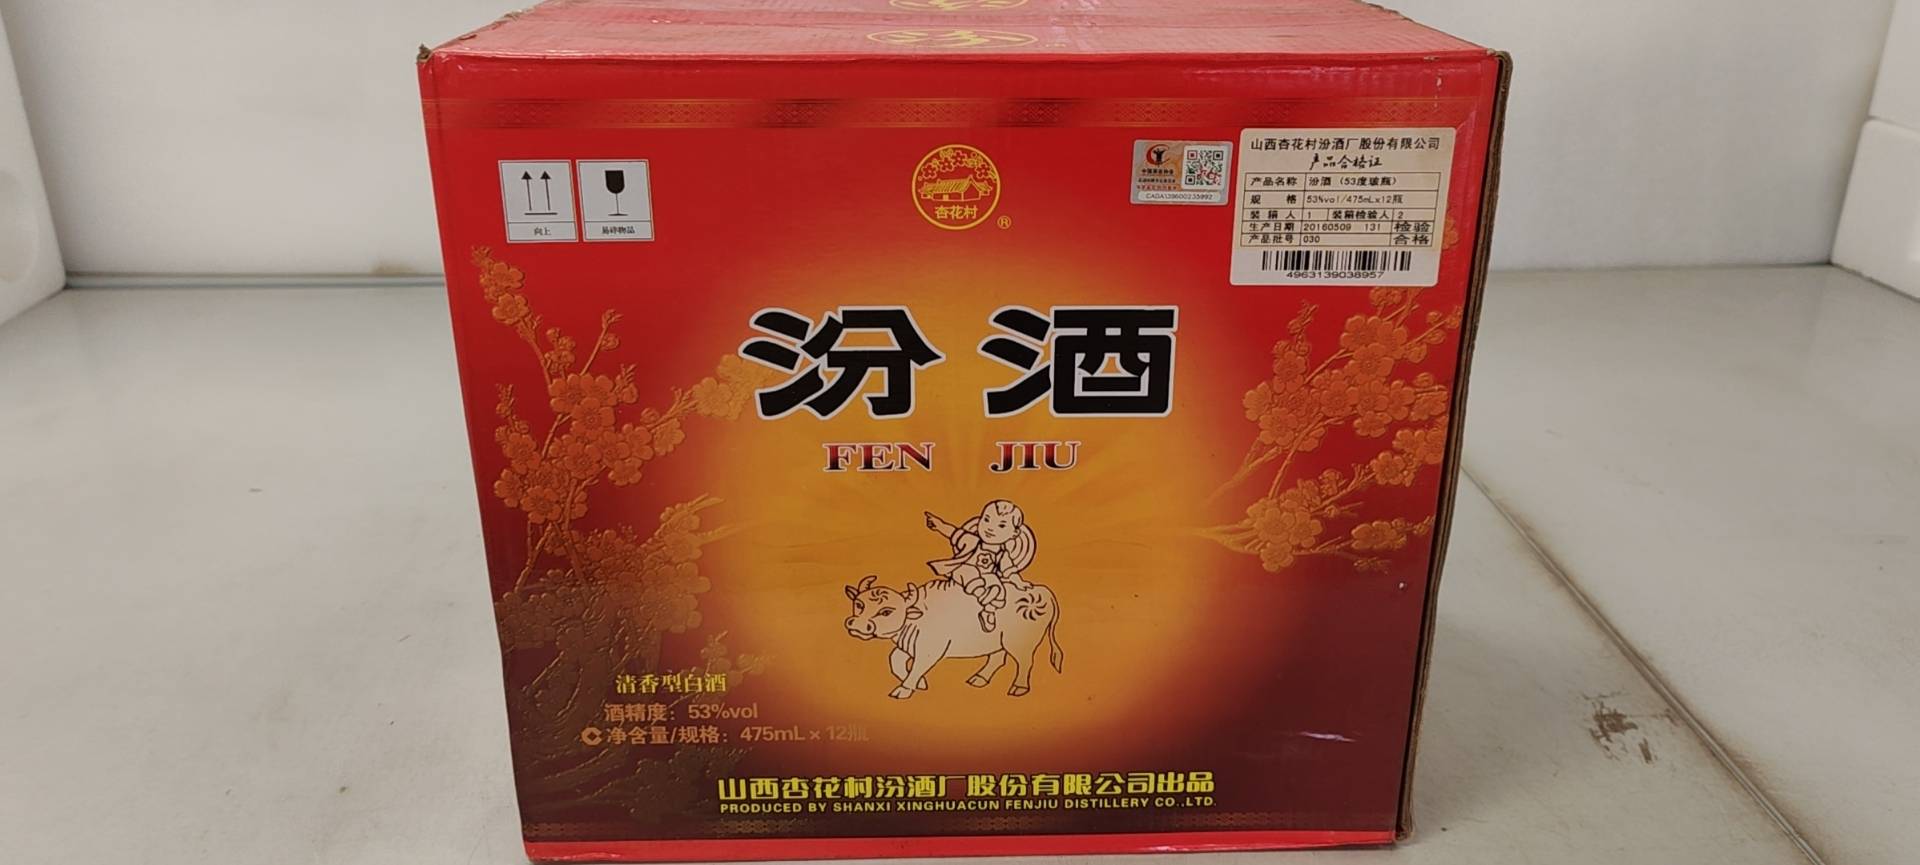 杏花村
®
向上
易碎物品
CADA139600235992
山西杏花村汾酒厂股份有限公司
产品合格证
产品名称 汾酒（53度玻瓶）
规 格 53%vol/475mLx12瓶
装箱人 1 装箱检验人 2
生产日期 20160509 131 检验
产品批号 030 合格
4963139038957
汾酒
FEN JIU
清香型白酒
酒精度：53%vol
净含量/规格：475mL×12瓶
山西杏花村汾酒厂股份有限公司出品
PRODUCED BY SHANXI XINGHUACUN FENJIU DISTILLERY CO.,LTD.